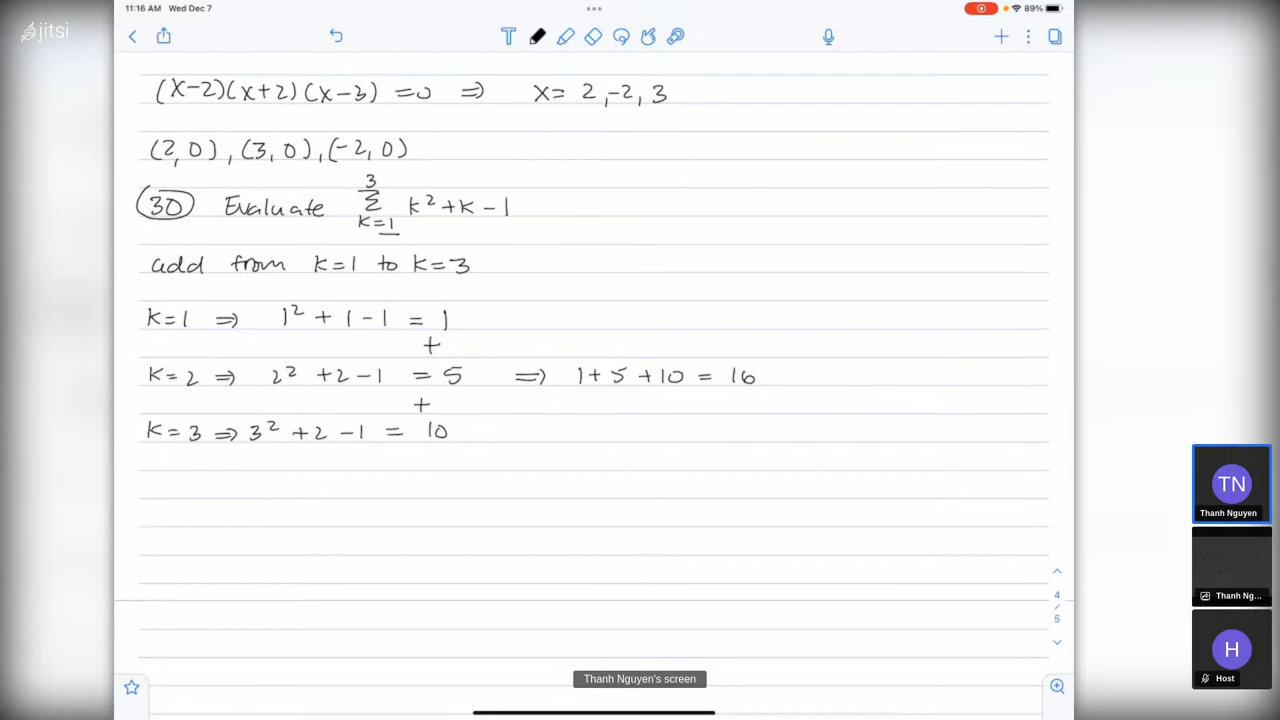 11:16 AM Wed Dec 7
89%
jitsi
(x-2)(x+2)(x-3) =0 ⇒ x= 2,-2, 3
(2,0), (3,0), (-2,0)
30 Evaluate 3 Σ k=1 k²+k-1
add from k=1 to k=3
k=1 ⇒ 1² + 1 - 1 = 1
+
k=2 ⇒ 2² +2-1 = 5 ⇒ 1+5+10 = 16
+
k=3 ⇒ 3² +2-1 = 10
4
/
5
TN
Thanh Nguyen
Thanh Ng...
H
Host
Thanh Nguyen's screen